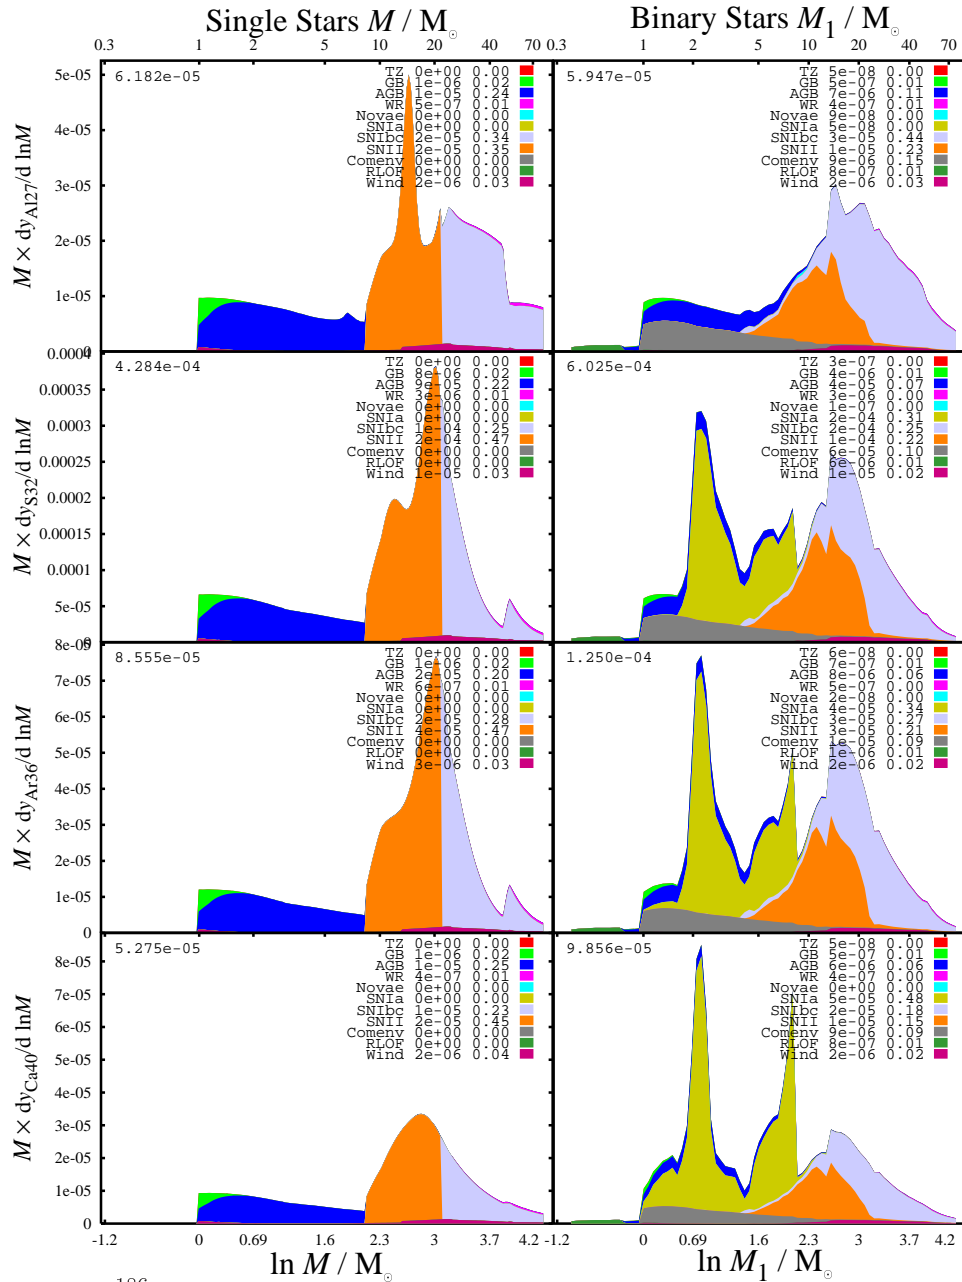 Single Stars M / M☉ Binary Stars M1 / M☉
0.3 1 2 5 10 20 40 70 0.3 1 2 5 10 20 40 70
M × dyAl27/d lnM
5e-05
4e-05
3e-05
2e-05
1e-05
0
6.182e-05
TZ 0e+00 0.00
GB 1e-06 0.02
AGB 1e-05 0.24
WR 5e-07 0.01
Novae 0e+00 0.00
SNIa 0e+00 0.00
SNIbc 2e-05 0.34
SNII 2e-05 0.35
Comenv 0e+00 0.00
RLOF 0e+00 0.00
Wind 2e-06 0.03
5.947e-05
TZ 5e-08 0.00
GB 5e-07 0.01
AGB 7e-06 0.11
WR 4e-07 0.01
Novae 9e-08 0.00
SNIa 5e-08 0.00
SNIbc 3e-05 0.44
SNII 1e-05 0.23
Comenv 9e-06 0.15
RLOF 8e-07 0.01
Wind 2e-06 0.03
M × dyS32/d lnM
0.0004
0.00035
0.0003
0.00025
0.0002
0.00015
0.0001
5e-05
0
4.284e-04
TZ 0e+00 0.00
GB 8e-06 0.02
AGB 9e-05 0.22
WR 3e-06 0.01
Novae 0e+00 0.00
SNIa 0e+00 0.00
SNIbc 1e-04 0.25
SNII 2e-04 0.47
Comenv 0e+00 0.00
RLOF 0e+00 0.00
Wind 1e-05 0.03
6.025e-04
TZ 3e-07 0.00
GB 4e-06 0.01
AGB 4e-05 0.07
WR 3e-06 0.00
Novae 1e-07 0.00
SNIa 2e-04 0.31
SNIbc 2e-04 0.25
SNII 1e-04 0.22
Comenv 6e-05 0.10
RLOF 6e-06 0.01
Wind 1e-05 0.02
M × dyAr36/d lnM
8e-05
7e-05
6e-05
5e-05
4e-05
3e-05
2e-05
1e-05
0
8.555e-05
TZ 0e+00 0.00
GB 1e-06 0.02
AGB 2e-05 0.20
WR 6e-07 0.01
Novae 0e+00 0.00
SNIa 0e+00 0.00
SNIbc 2e-05 0.28
SNII 4e-05 0.47
Comenv 0e+00 0.00
RLOF 0e+00 0.00
Wind 3e-06 0.03
1.250e-04
TZ 6e-08 0.00
GB 7e-07 0.01
AGB 8e-06 0.06
WR 5e-07 0.00
Novae 2e-08 0.00
SNIa 4e-05 0.34
SNIbc 3e-05 0.27
SNII 3e-05 0.21
Comenv 1e-05 0.09
RLOF 1e-06 0.01
Wind 2e-06 0.02
M × dyCa40/d lnM
8e-05
7e-05
6e-05
5e-05
4e-05
3e-05
2e-05
1e-05
0
5.275e-05
TZ 0e+00 0.00
GB 1e-06 0.02
AGB 1e-05 0.25
WR 4e-07 0.01
Novae 0e+00 0.00
SNIa 0e+00 0.00
SNIbc 1e-05 0.23
SNII 2e-05 0.45
Comenv 0e+00 0.00
RLOF 0e+00 0.00
Wind 2e-06 0.04
9.856e-05
TZ 5e-08 0.00
GB 5e-07 0.01
AGB 6e-06 0.06
WR 4e-07 0.00
Novae 0e+00 0.00
SNIa 5e-05 0.48
SNIbc 2e-05 0.18
SNII 1e-05 0.15
Comenv 9e-06 0.09
RLOF 8e-07 0.01
Wind 2e-06 0.02
-1.2 0 0.69 1.6 2.3 3 3.7 4.2 -1.2 0 0.69 1.6 2.3 3 3.7 4.2
ln M / M☉ ln M1 / M☉